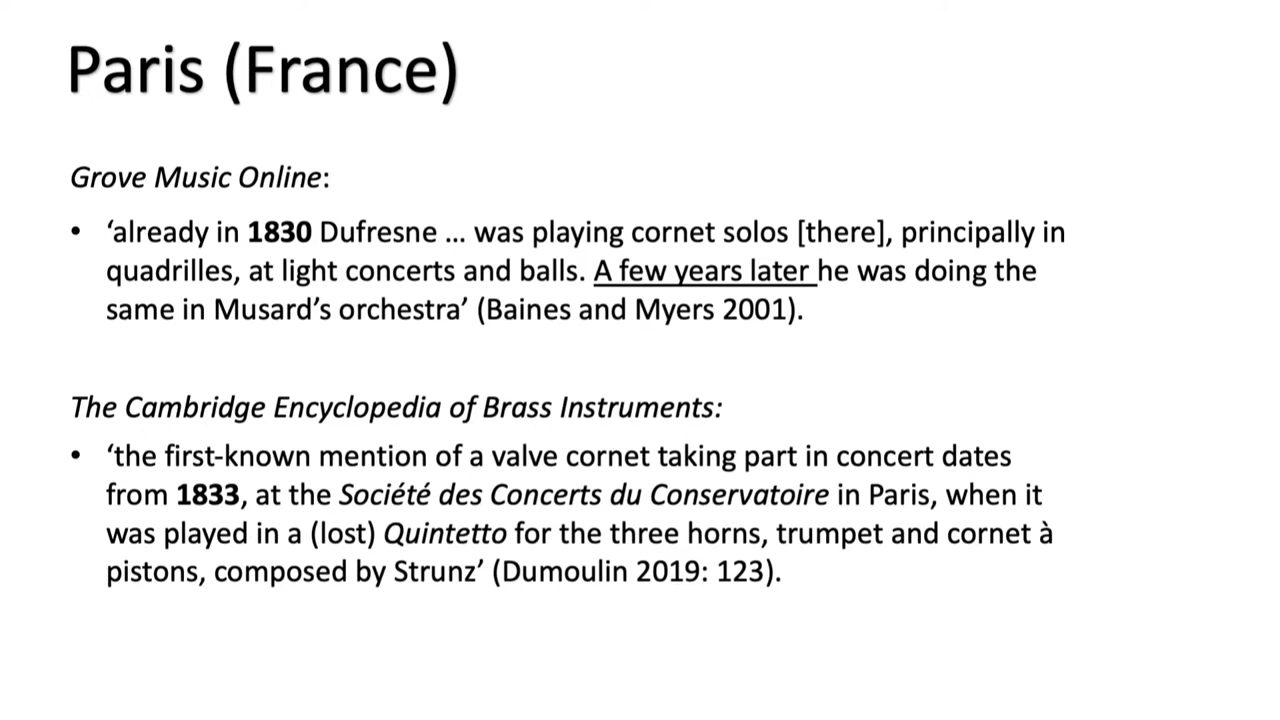 Paris (France)
Grove Music Online:
• ‘already in 1830 Dufresne ... was playing cornet solos [there], principally in
quadrilles, at light concerts and balls. A few years later he was doing the
same in Musard’s orchestra’ (Baines and Myers 2001).
The Cambridge Encyclopedia of Brass Instruments:
• ‘the first-known mention of a valve cornet taking part in concert dates
from 1833, at the Société des Concerts du Conservatoire in Paris, when it
was played in a (lost) Quintetto for the three horns, trumpet and cornet à
pistons, composed by Strunz’ (Dumoulin 2019: 123).